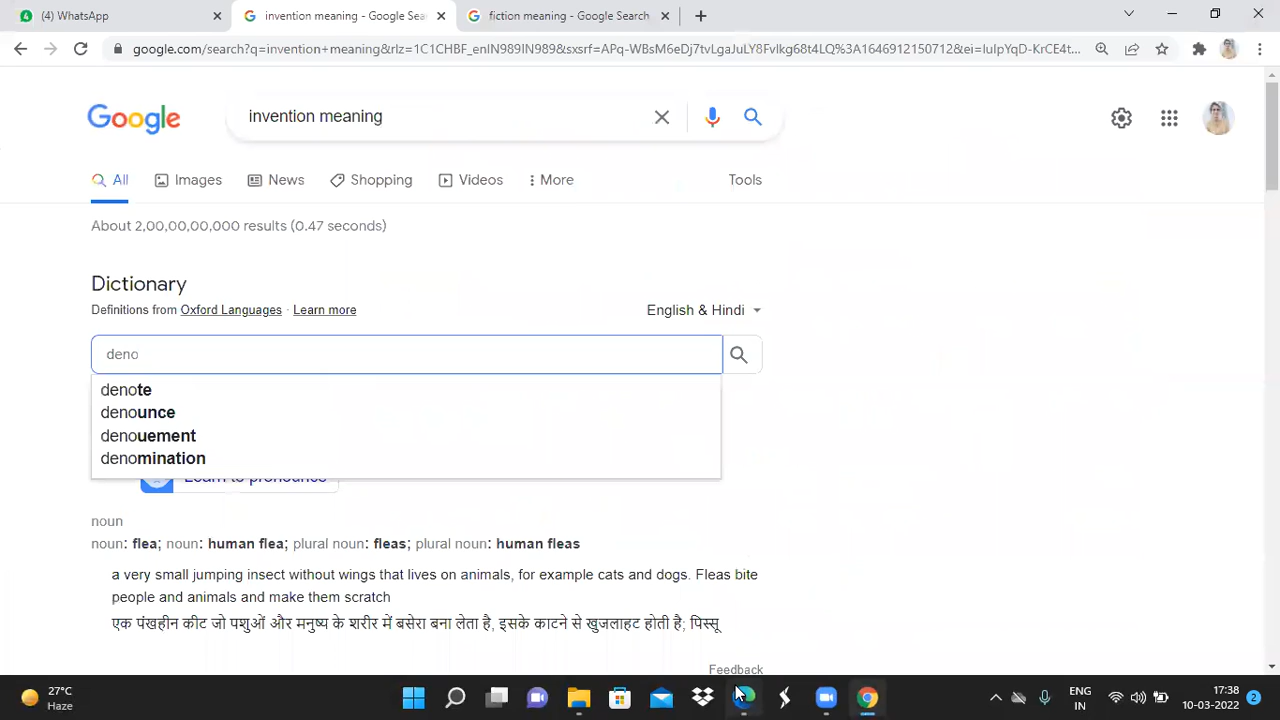 (4) WhatsApp
invention meaning - Google Sea
fiction meaning - Google Search
google.com/search?q=invention+meaning&rlz=1C1CHBF_enIN989IN989&sxsrf=APq-WBsM6eDj7tvLgaJuLY8Fvlkg68t4LQ%3A1646912150712&ei=IulpYqD-KrCE4t...
Google
invention meaning
All
Images
News
Shopping
Videos
More
Tools
About 2,00,00,00,000 results (0.47 seconds)
Dictionary
Definitions from Oxford Languages · Learn more
English & Hindi
deno
denote
denounce
denouement
denomination
Learn to pronounce
noun
noun: flea; noun: human flea; plural noun: fleas; plural noun: human fleas
a very small jumping insect without wings that lives on animals, for example cats and dogs. Fleas bite
people and animals and make them scratch
एक पंखहीन कीट जो पशुओं और मनुष्य के शरीर में बसेरा बना लेता है, इसके काटने से खुजलाहट होती है; पिस्सू
Feedback
27°C
Haze
ENG
IN
17:38
10-03-2022
2